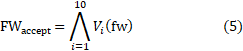 FW_accept = ⋀_{i=1}^{10} V_i(fw) (5)